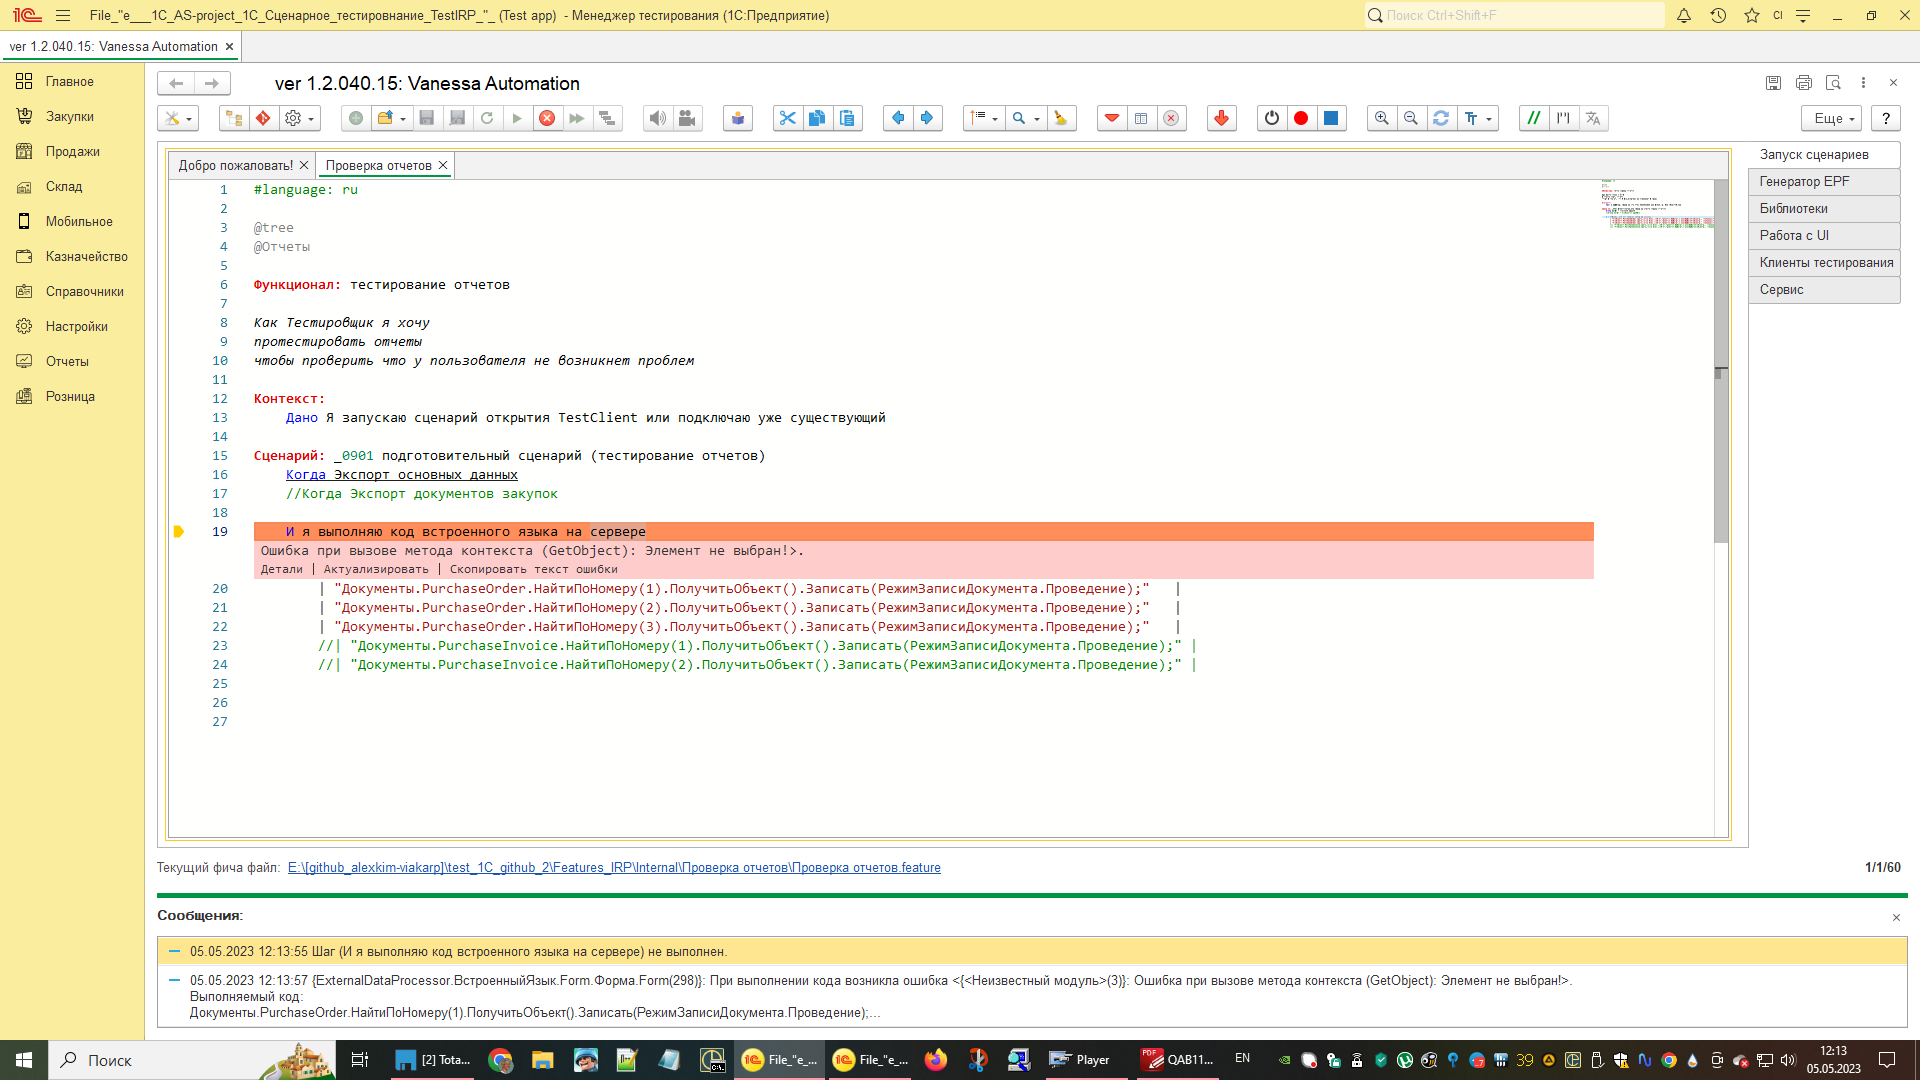 File_"e___1C_AS-project_1C_Сценарное_тестировнание_TestIRP_"_ (Test app) - Менеджер тестирования (1С:Предприятие)
Поиск Ctrl+Shift+F
CI
ver 1.2.040.15: Vanessa Automation
Главное
Закупки
Продажи
Склад
Мобильное
Казначейство
Справочники
Настройки
Отчеты
Розница
ver 1.2.040.15: Vanessa Automation
Еще
?
Добро пожаловать!
Проверка отчетов
1 #language: ru
2
3 @tree
4 @Отчеты
5
6 Функционал: тестирование отчетов
7
8 Как Тестировщик я хочу
9 протестировать отчеты
10 чтобы проверить что у пользователя не возникнет проблем
11
12 Контекст:
13 Дано Я запускаю сценарий открытия TestClient или подключаю уже существующий
14
15 Сценарий: _0901 подготовительный сценарий (тестирование отчетов)
16 Когда Экспорт основных данных
17 //Когда Экспорт документов закупок
18
19 И я выполняю код встроенного языка на сервере
Ошибка при вызове метода контекста (GetObject): Элемент не выбран!>.
Детали | Актуализировать | Скопировать текст ошибки
20 | "Документы.PurchaseOrder.НайтиПоНомеру(1).ПолучитьОбъект().Записать(РежимЗаписиДокумента.Проведение);" |
21 | "Документы.PurchaseOrder.НайтиПоНомеру(2).ПолучитьОбъект().Записать(РежимЗаписиДокумента.Проведение);" |
22 | "Документы.PurchaseOrder.НайтиПоНомеру(3).ПолучитьОбъект().Записать(РежимЗаписиДокумента.Проведение);" |
23 //| "Документы.PurchaseInvoice.НайтиПоНомеру(1).ПолучитьОбъект().Записать(РежимЗаписиДокумента.Проведение);" |
24 //| "Документы.PurchaseInvoice.НайтиПоНомеру(2).ПолучитьОбъект().Записать(РежимЗаписиДокумента.Проведение);" |
25
26
27
Запуск сценариев
Генератор EPF
Библиотеки
Работа с UI
Клиенты тестирования
Сервис
Текущий фича файл: E:\[github_alexkim-viakarp]\test_1C_github_2\Features_IRP\Internal\Проверка отчетов\Проверка отчетов.feature
1/1/60
Сообщения:
05.05.2023 12:13:55 Шаг (И я выполняю код встроенного языка на сервере) не выполнен.
05.05.2023 12:13:57 {ExternalDataProcessor.ВстроенныйЯзык.Form.Форма.Form(298)}: При выполнении кода возникла ошибка <{<Неизвестный модуль>(3)}: Ошибка при вызове метода контекста (GetObject): Элемент не выбран!>.
Выполняемый код:
Документы.PurchaseOrder.НайтиПоНомеру(1).ПолучитьОбъект().Записать(РежимЗаписиДокумента.Проведение);...
Поиск
[2] Tota...
File_"e_...
File_"e_...
Player
PDF
QAB11...
EN
39
12:13
05.05.2023